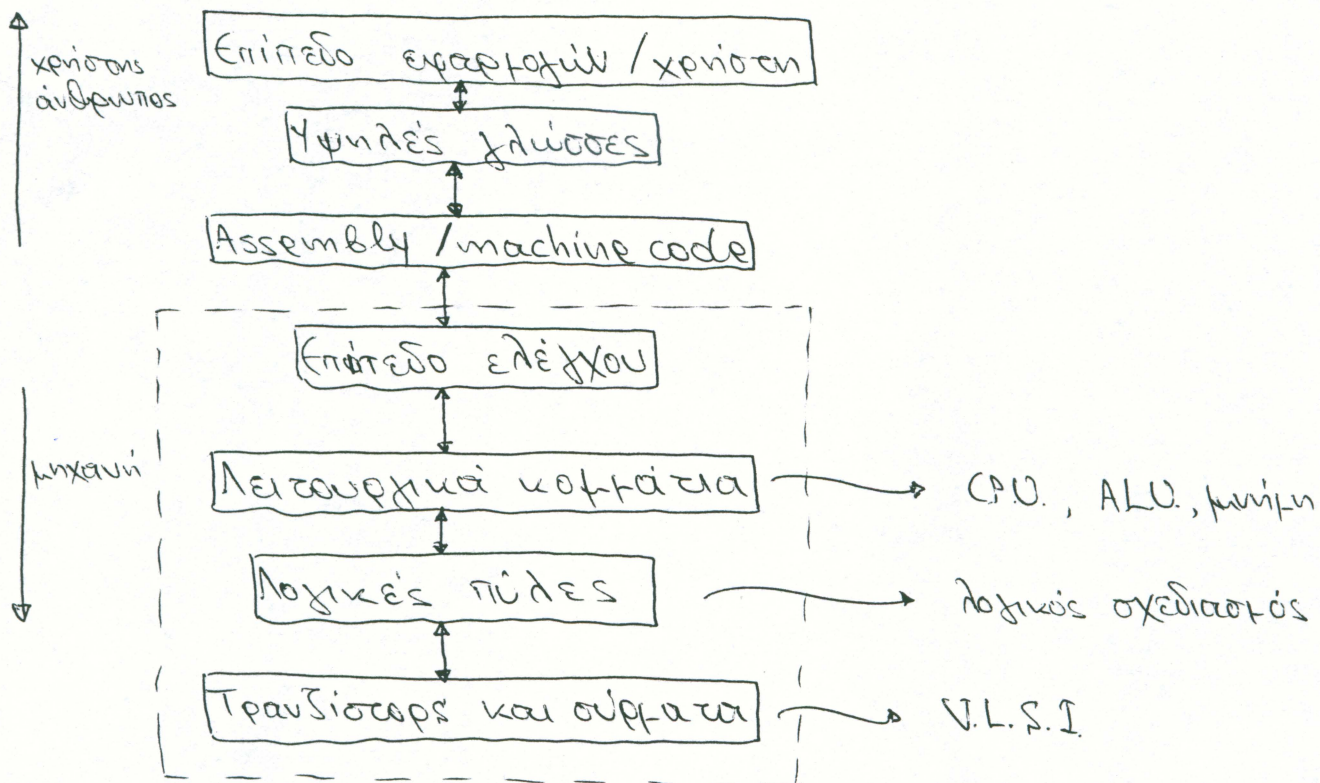 Επίπεδο εφαρμογών / χρήστη
χρήστης
άνθρωπος
Υψηλές γλώσσες
Assembly / machine code
Επίπεδο ελέγχου
μηχανή
Λειτουργικά κομμάτια
C.P.U., A.L.U., μνήμη
Λογικές πύλες
λογικός σχεδιασμός
Τρανζίστορς και σύρματα
V.L.S.I.